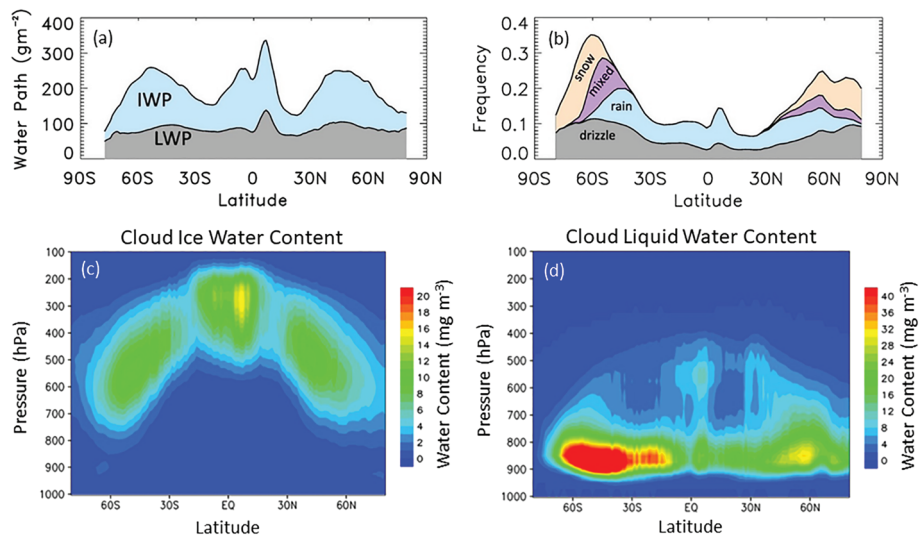 (a)
Water Path (gm⁻²)
400
300
200
100
0
IWP
LWP
90S 60S 30S 0 30N 60N 90N
Latitude
(b)
Frequency
0.4
0.3
0.2
0.1
0.0
snow
mixed
rain
drizzle
90S 60S 30S 0 30N 60N 90N
Latitude
Cloud Ice Water Content
(c)
Pressure (hPa)
100
200
300
400
500
600
700
800
900
1000
60S 30S EQ 30N 60N
Latitude
20
18
16
14
12
10
8
6
4
2
0
Water Content (mg m⁻³)
Cloud Liquid Water Content
(d)
Pressure (hPa)
100
200
300
400
500
600
700
800
900
1000
60S 30S EQ 30N 60N
Latitude
40
36
32
28
24
20
16
12
8
4
0
Water Content (mg m⁻³)